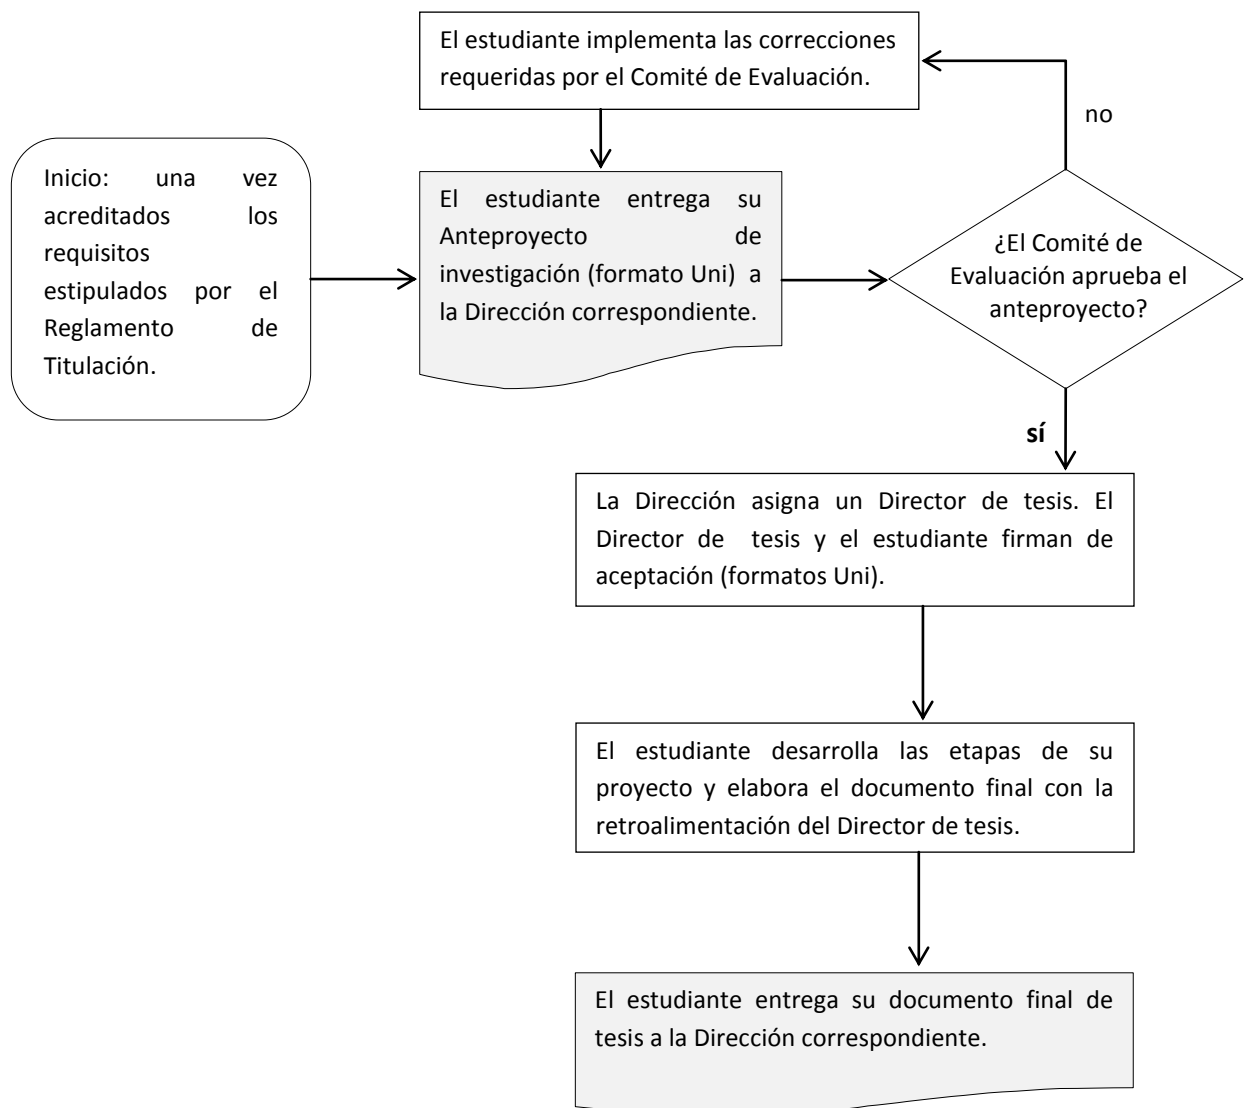 El estudiante implementa las correcciones
requeridas por el Comité de Evaluación.
no
Inicio: una vez
acreditados los
requisitos
estipulados por el
Reglamento de
Titulación.
El estudiante entrega su
Anteproyecto de
investigación (formato Uni) a
la Dirección correspondiente.
¿El Comité de
Evaluación aprueba el
anteproyecto?
sí
La Dirección asigna un Director de tesis. El
Director de tesis y el estudiante firman de
aceptación (formatos Uni).
El estudiante desarrolla las etapas de su
proyecto y elabora el documento final con la
retroalimentación del Director de tesis.
El estudiante entrega su documento final de
tesis a la Dirección correspondiente.